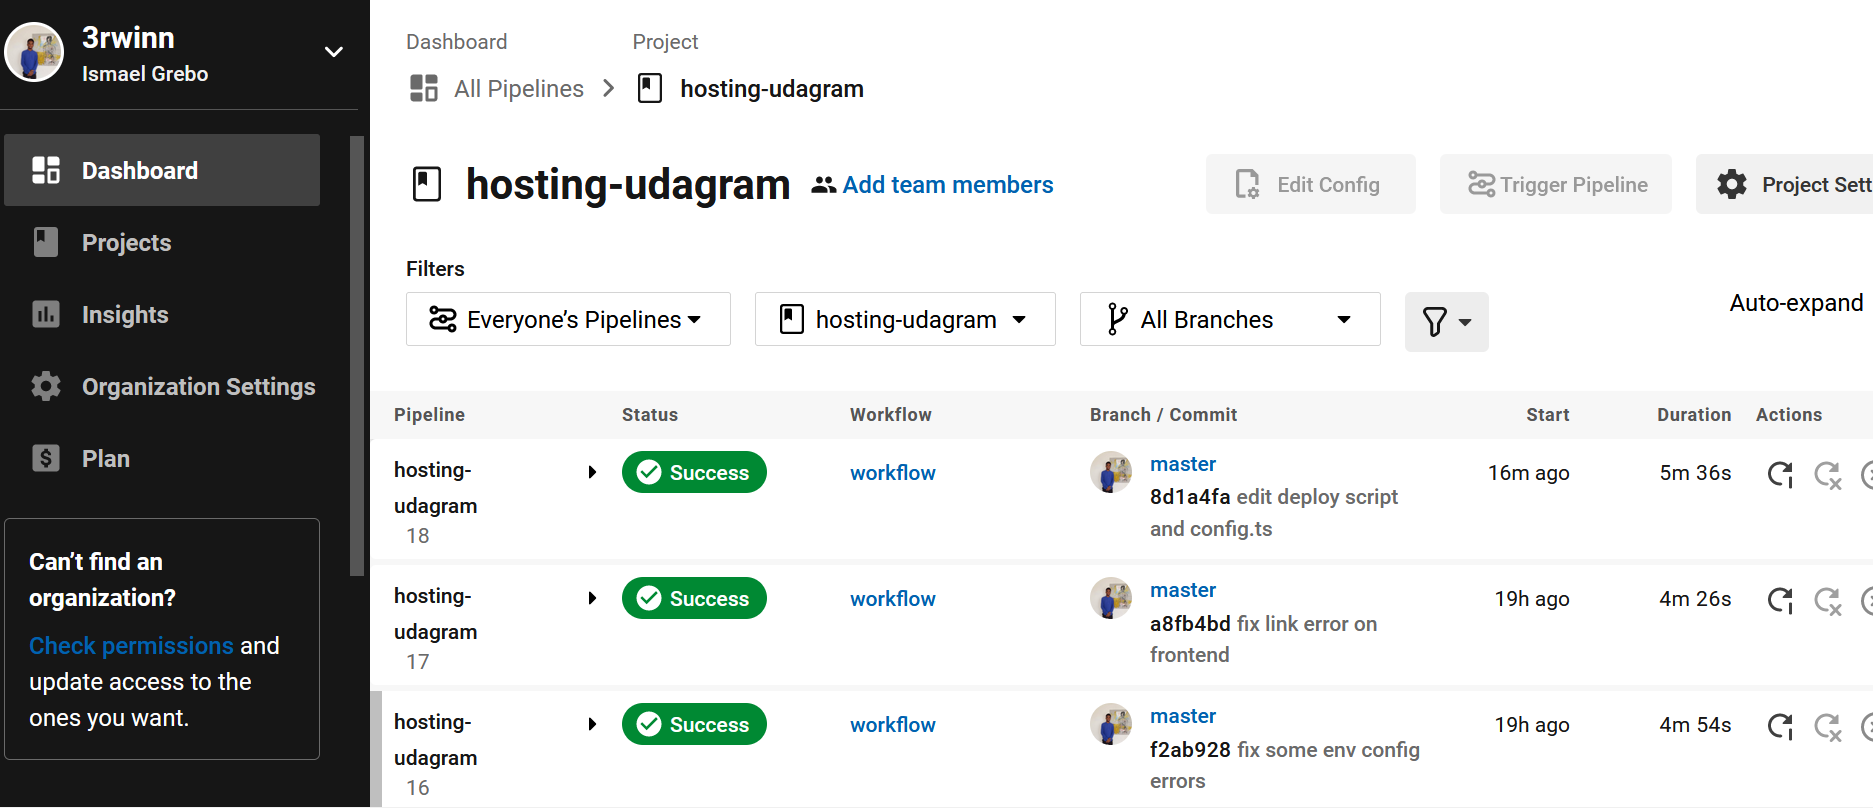 3rwinn
Ismael Grebo
Dashboard
Projects
Insights
Organization Settings
Plan
Can't find an
organization?
Check permissions and
update access to the
ones you want.
Dashboard Project
All Pipelines hosting-udagram
hosting-udagram Add team members Edit Config Trigger Pipeline Project Sett
Filters
Everyone’s Pipelines hosting-udagram All Branches
Auto-expand
Pipeline Status Workflow Branch / Commit Start Duration Actions
hosting-
udagram
18
Success workflow
master
8d1a4fa edit deploy script
and config.ts
16m ago 5m 36s
hosting-
udagram
17
Success workflow
master
a8fb4bd fix link error on
frontend
19h ago 4m 26s
hosting-
udagram
16
Success workflow
master
f2ab928 fix some env config
errors
19h ago 4m 54s